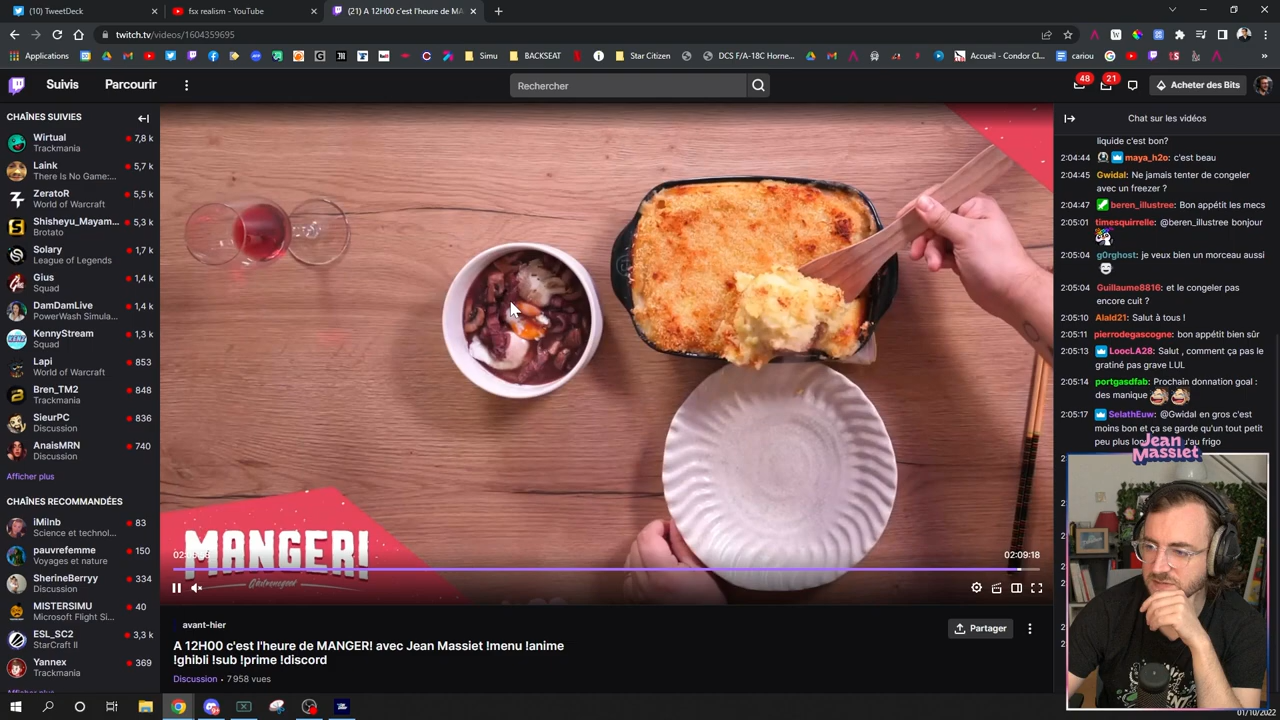 (10) TweetDeck
fsx realism - YouTube
(21) A 12H00 c'est l'heure de MA
twitch.tv/videos/1604359695
Applications
Simu
BACKSEAT
Star Citizen
DCS F/A-18C Horne...
Accueil - Condor Cl...
cariou
Suivis
Parcourir
Rechercher
48
21
Acheter des Bits
CHAÎNES SUIVIES
Wirtual
7,8 k
Trackmania
Laink
5,7 k
There Is No Game:...
ZeratoR
5,5 k
World of Warcraft
Shisheyu_Mayam...
5,3 k
Brotato
Solary
1,7 k
League of Legends
Gius
1,4 k
Squad
DamDamLive
1,4 k
PowerWash Simula...
KennyStream
1,3 k
Squad
Lapi
853
World of Warcraft
Bren_TM2
848
Trackmania
SieurPC
836
Discussion
AnaisMRN
740
Discussion
Afficher plus
CHAÎNES RECOMMANDÉES
iMilnb
83
Science et technol...
pauvrefemme
150
Voyages et nature
SherineBerryy
334
Discussion
MISTERSIMU
40
Microsoft Flight Si...
ESL_SC2
3,3 k
StarCraft II
Yannex
369
Trackmania
MANGER!
02:09:18
avant-hier
A 12H00 c'est l'heure de MANGER! avec Jean Massiet !menu !anime
!ghibli !sub !prime !discord
Discussion • 7 958 vues
Partager
Chat sur les vidéos
liquide c'est bon?
2:04:44 maya_h2o: c'est beau
2:04:45 Gwidal: Ne jamais tenter de congeler
avec un freezer ?
2:04:47 beren_illustree: Bon appétit les mecs
2:05:01 timesquirrelle: @beren_illustree bonjour
2:05:04 g0rghost: je veux bien un morceau aussi
2:05:04 Guillaume8816: et le congeler pas
encore cuit ?
2:05:10 Alald21: Salut à tous !
2:05:11 pierrodegascogne: bon appétit bien sûr
2:05:13 LoocLA28: Salut , comment ça pas le
gratiné pas grave LUL
2:05:14 portgasdfab: Prochain donnation goal :
des manique
2:05:17 SelathEuw: @Gwidal en gros c'est
moins bon et ça se garde qu'un tout petit
peu plus
'au frigo
Jean
Massiet
01/10/2022